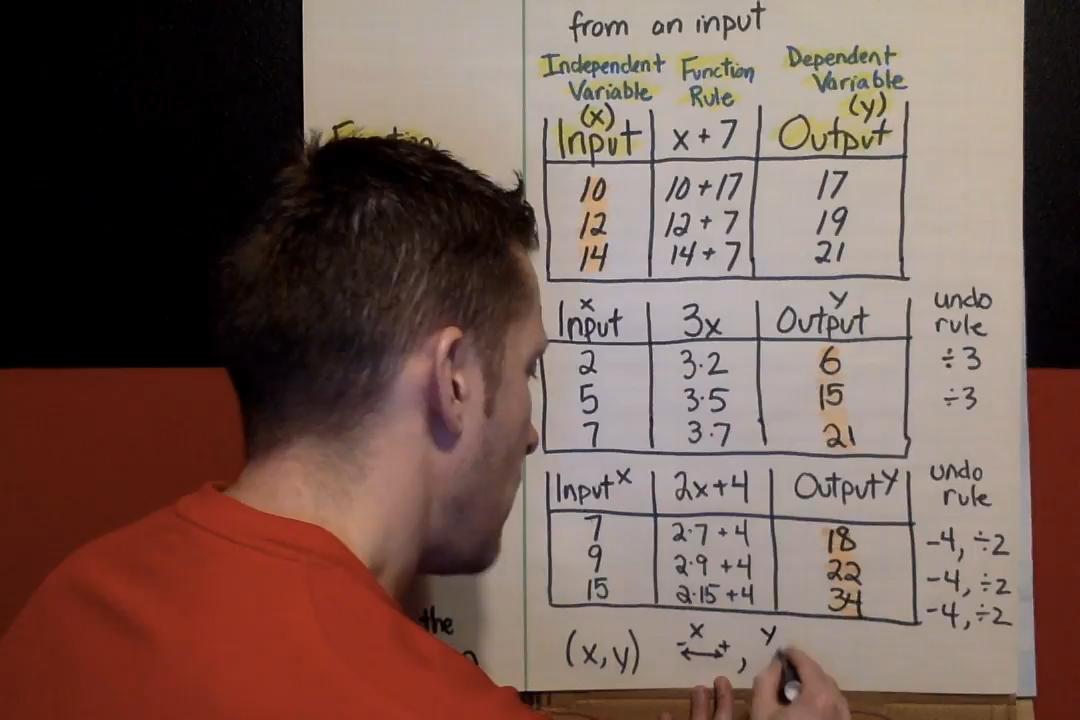 from an input
Independent Variable (x) Function Rule Dependent Variable (y)
Input x + 7 Output
10 10 + 17 17
12 12 + 7 19
14 14 + 7 21
x y undo
Input 3x Output rule
2 3·2 6 ÷3
5 3·5 15 ÷3
7 3·7 21
Input x 2x+4 Output y undo rule
7 2·7 + 4 18 -4, ÷2
9 2·9 +4 22 -4, ÷2
15 2·15 +4 34 -4, ÷2
the
(x,y) - x + , y